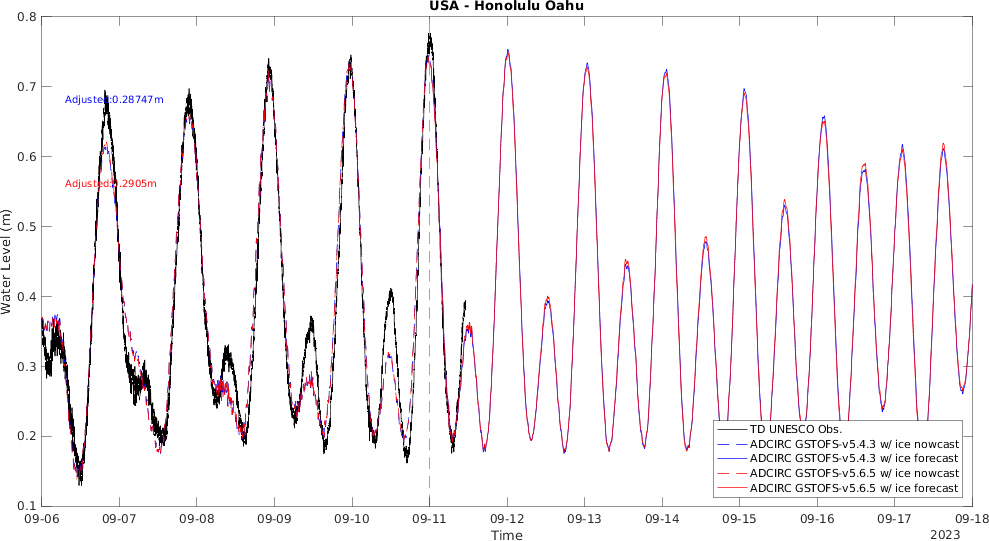 USA - Honolulu Oahu
Water Level (m)
0.8
0.7
0.6
0.5
0.4
0.3
0.2
0.1
Adjusted:0.28747m
Adjusted:0.2905m
TD UNESCO Obs.
ADCIRC GSTOFS-v5.4.3 w/ ice nowcast
ADCIRC GSTOFS-v5.4.3 w/ ice forecast
ADCIRC GSTOFS-v5.6.5 w/ ice nowcast
ADCIRC GSTOFS-v5.6.5 w/ ice forecast
09-06 09-07 09-08 09-09 09-10 09-11 09-12 09-13 09-14 09-15 09-16 09-17 09-18
Time
2023